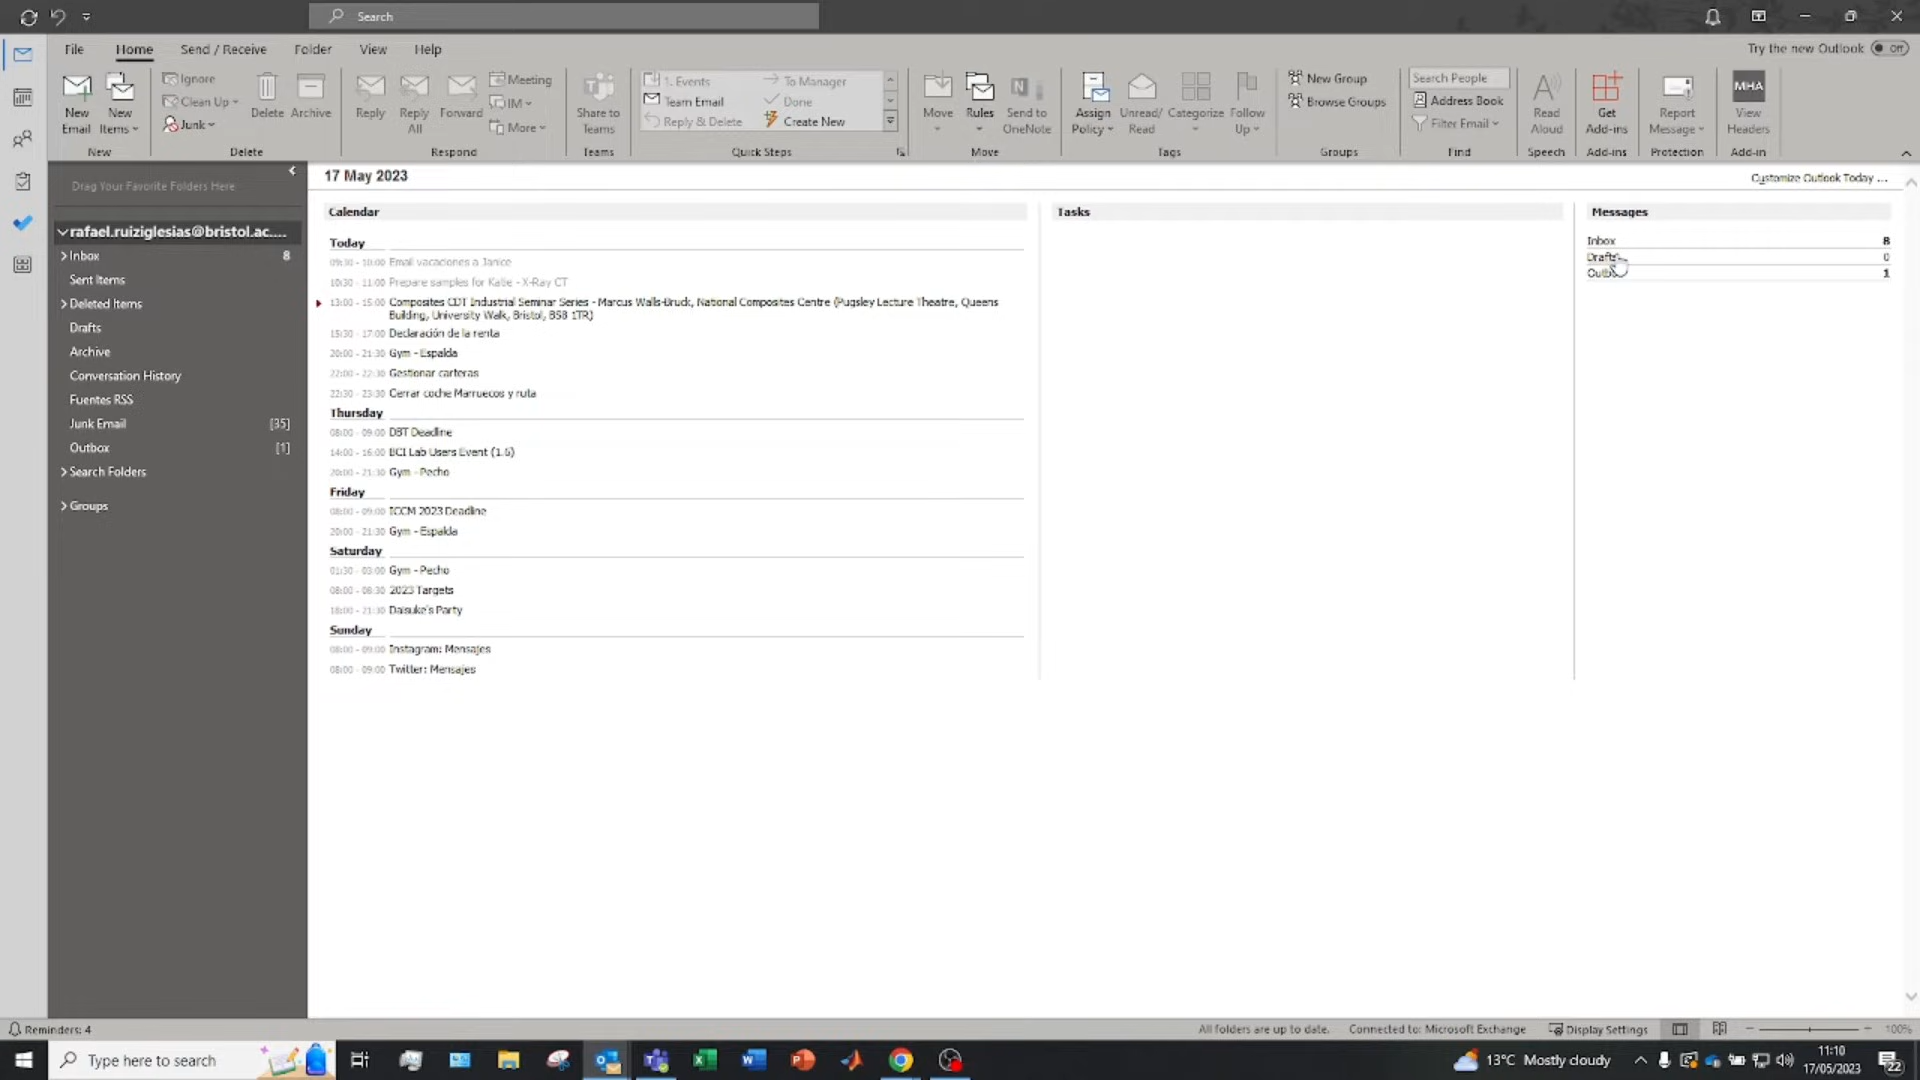 Search
File Home Send / Receive Folder View Help
Try the new Outlook Off
New Email
New Items
Ignore
Clean Up
Junk
Delete
Archive
Reply
Reply All
Forward
Meeting
IM
More
Share to Teams
1. Events
Team Email
Reply & Delete
To Manager
Done
Create New
Move
Rules
Send to OneNote
Assign Policy
Unread/ Read
Categorize
Follow Up
New Group
Browse Groups
Search People
Address Book
Filter Email
Read Aloud
Get Add-ins
Report Message
MHA
View Headers
New Delete Respond Teams Quick Steps Move Tags Groups Find Speech Add-ins Protection Add-in
Drag Your Favorite Folders Here
rafael.ruiziglesias@bristol.ac....
Inbox 8
Sent Items
Deleted Items
Drafts
Archive
Conversation History
Fuentes RSS
Junk Email [35]
Outbox [1]
Search Folders
Groups
17 May 2023
Customize Outlook Today ...
Calendar
Today
09:30 - 10:00 Email vacaciones a Janice
10:30 - 11:00 Prepare samples for Katie - X-Ray CT
13:00 - 15:00 Composites CDT Industrial Seminar Series - Marcus Walls-Bruck, National Composites Centre (Pugsley Lecture Theatre, Queens
Building, University Walk, Bristol, BS8 1TR)
15:30 - 17:00 Declaración de la renta
20:00 - 21:30 Gym - Espalda
22:00 - 22:30 Gestionar carteras
22:30 - 23:30 Cerrar coche Marruecos y ruta
Thursday
08:00 - 09:00 DBT Deadline
14:00 - 16:00 BCI Lab Users Event (1.6)
20:00 - 21:30 Gym - Pecho
Friday
08:00 - 09:00 ICCM 2023 Deadline
20:00 - 21:30 Gym - Espalda
Saturday
01:30 - 03:00 Gym - Pecho
08:00 - 08:30 2023 Targets
18:00 - 21:30 Daisuke's Party
Sunday
08:00 - 09:00 Instagram: Mensajes
08:00 - 09:00 Twitter: Mensajes
Tasks
Messages
Inbox 8
Drafts 0
Outbox 1
Reminders: 4
All folders are up to date.
Connected to: Microsoft Exchange
Display Settings
100%
Type here to search
13°C Mostly cloudy
11:10
17/05/2023
22